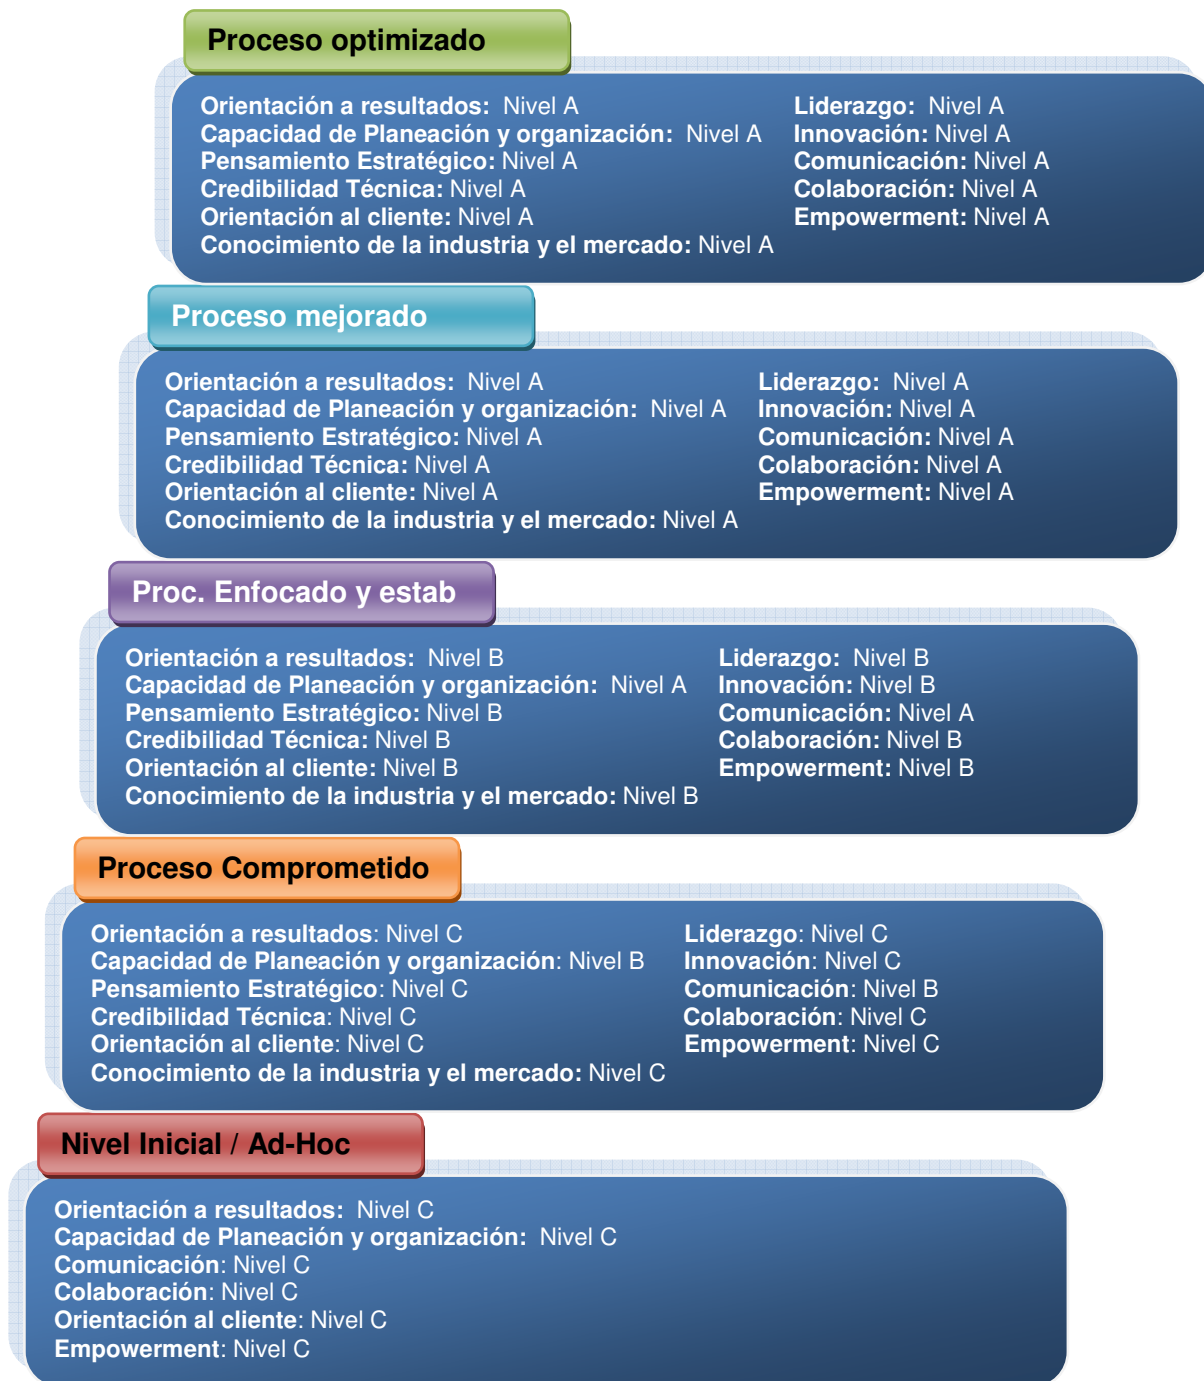 Proceso optimizado
Orientación a resultados: Nivel A
Capacidad de Planeación y organización: Nivel A
Pensamiento Estratégico: Nivel A
Credibilidad Técnica: Nivel A
Orientación al cliente: Nivel A
Conocimiento de la industria y el mercado: Nivel A
Liderazgo: Nivel A
Innovación: Nivel A
Comunicación: Nivel A
Colaboración: Nivel A
Empowerment: Nivel A
Proceso mejorado
Orientación a resultados: Nivel A
Capacidad de Planeación y organización: Nivel A
Pensamiento Estratégico: Nivel A
Credibilidad Técnica: Nivel A
Orientación al cliente: Nivel A
Conocimiento de la industria y el mercado: Nivel A
Liderazgo: Nivel A
Innovación: Nivel A
Comunicación: Nivel A
Colaboración: Nivel A
Empowerment: Nivel A
Proc. Enfocado y estab
Orientación a resultados: Nivel B
Capacidad de Planeación y organización: Nivel A
Pensamiento Estratégico: Nivel B
Credibilidad Técnica: Nivel B
Orientación al cliente: Nivel B
Conocimiento de la industria y el mercado: Nivel B
Liderazgo: Nivel B
Innovación: Nivel B
Comunicación: Nivel A
Colaboración: Nivel B
Empowerment: Nivel B
Proceso Comprometido
Orientación a resultados: Nivel C
Capacidad de Planeación y organización: Nivel B
Pensamiento Estratégico: Nivel C
Credibilidad Técnica: Nivel C
Orientación al cliente: Nivel C
Conocimiento de la industria y el mercado: Nivel C
Liderazgo: Nivel C
Innovación: Nivel C
Comunicación: Nivel B
Colaboración: Nivel C
Empowerment: Nivel C
Nivel Inicial / Ad-Hoc
Orientación a resultados: Nivel C
Capacidad de Planeación y organización: Nivel C
Comunicación: Nivel C
Colaboración: Nivel C
Orientación al cliente: Nivel C
Empowerment: Nivel C